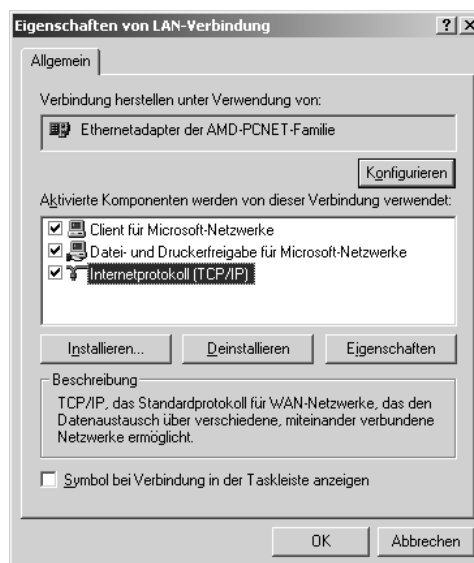 Eigenschaften von LAN-Verbindung
Allgemein
Verbindung herstellen unter Verwendung von:
Ethernetadapter der AMD-PCNET-Familie
Konfigurieren
Aktivierte Komponenten werden von dieser Verbindung verwendet:
Client für Microsoft-Netzwerke
Datei- und Druckerfreigabe für Microsoft-Netzwerke
Internetprotokoll (TCP/IP)
Installieren... Deinstallieren Eigenschaften
Beschreibung
TCP/IP, das Standardprotokoll für WAN-Netzwerke, das den
Datenaustausch über verschiedene, miteinander verbundene
Netzwerke ermöglicht.
Symbol bei Verbindung in der Taskleiste anzeigen
OK Abbrechen